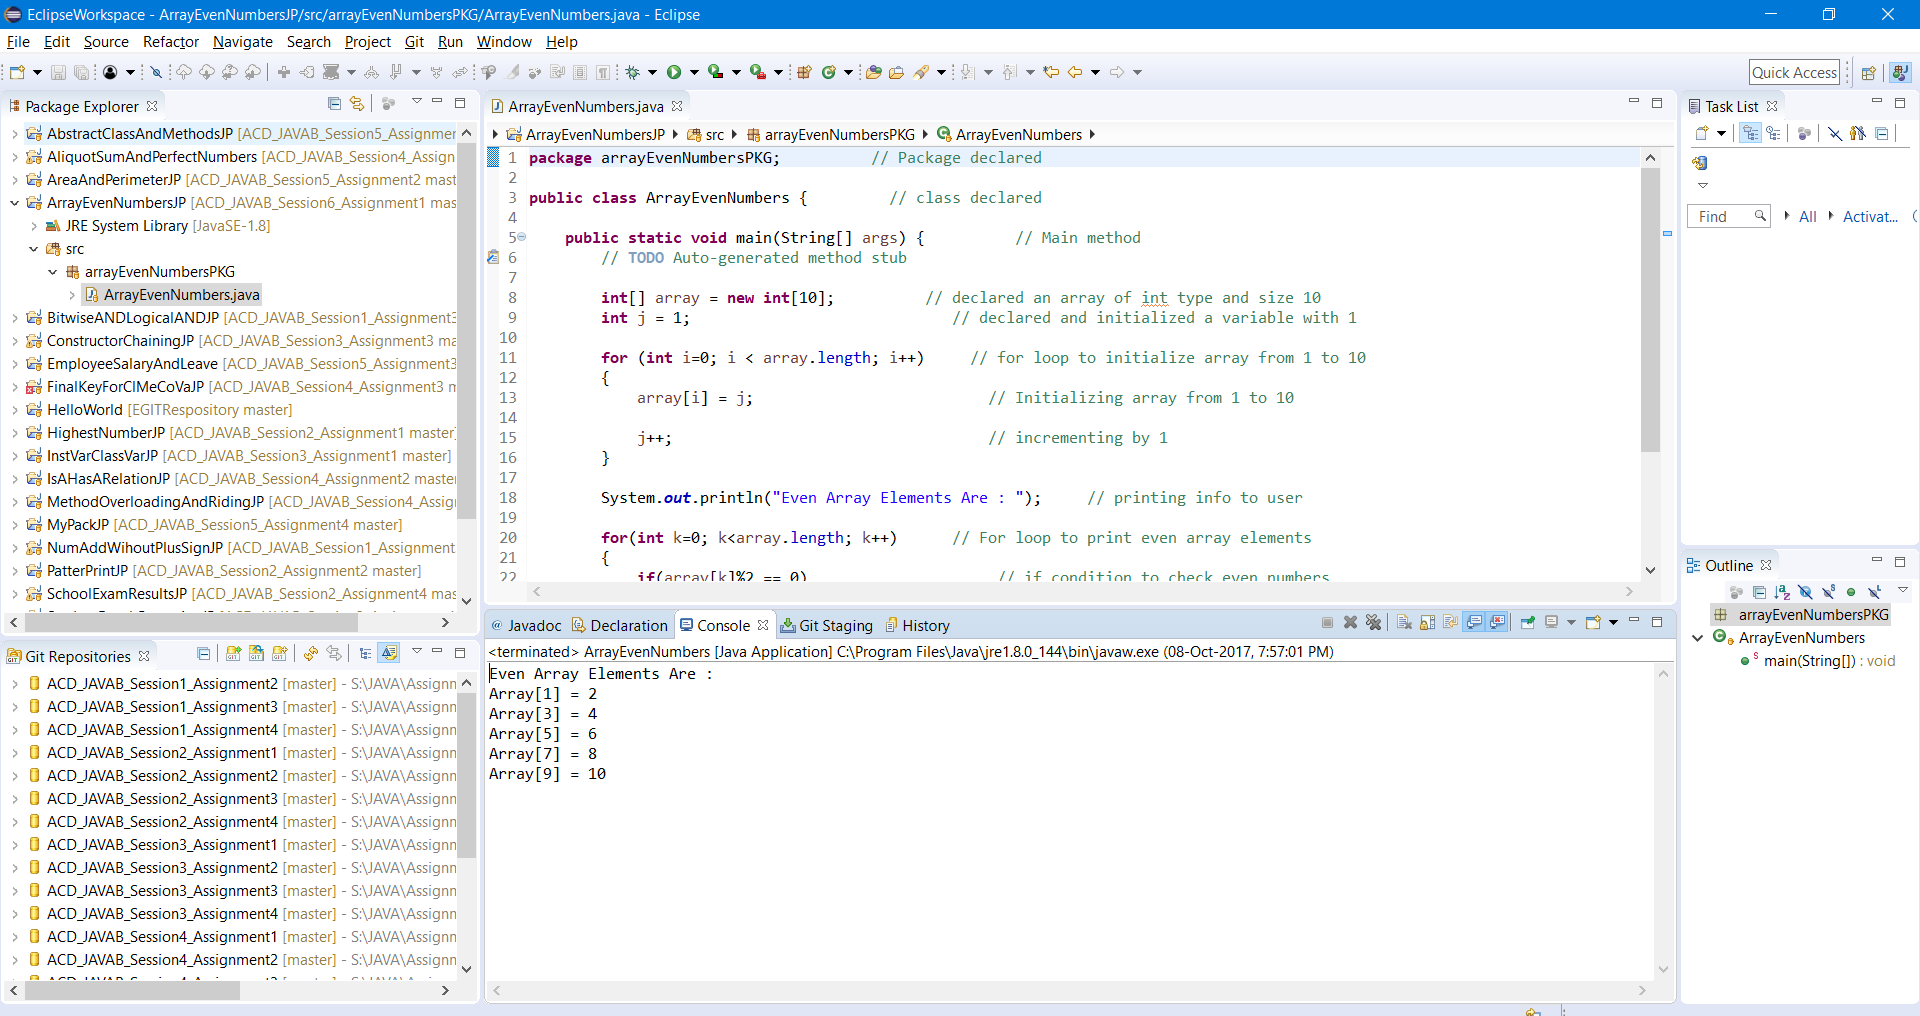 EclipseWorkspace - ArrayEvenNumbersJP/src/arrayEvenNumbersPKG/ArrayEvenNumbers.java - Eclipse
File Edit Source Refactor Navigate Search Project Git Run Window Help
Quick Access
Package Explorer
AbstractClassAndMethodsJP [ACD_JAVAB_Session5_Assignmer
AliquotSumAndPerfectNumbers [ACD_JAVAB_Session4_Assign
AreaAndPerimeterJP [ACD_JAVAB_Session5_Assignment2 mast
ArrayEvenNumbersJP [ACD_JAVAB_Session6_Assignment1 mas
JRE System Library [JavaSE-1.8]
src
arrayEvenNumbersPKG
ArrayEvenNumbers.java
BitwiseANDLogicalANDJP [ACD_JAVAB_Session1_Assignment3
ConstructorChainingJP [ACD_JAVAB_Session3_Assignment3 ma
EmployeeSalaryAndLeave [ACD_JAVAB_Session5_Assignment3
FinalKeyForClMeCoVaJP [ACD_JAVAB_Session4_Assignment3 m
HelloWorld [EGITRespository master]
HighestNumberJP [ACD_JAVAB_Session2_Assignment1 master]
InstVarClassVarJP [ACD_JAVAB_Session3_Assignment1 master]
IsAHasARelationJP [ACD_JAVAB_Session4_Assignment2 maste
MethodOverloadingAndRidingJP [ACD_JAVAB_Session4_Assig
MyPackJP [ACD_JAVAB_Session5_Assignment4 master]
NumAddWihoutPlusSignJP [ACD_JAVAB_Session1_Assignment
PatterPrintJP [ACD_JAVAB_Session2_Assignment2 master]
SchoolExamResultsJP [ACD_JAVAB_Session2_Assignment4 mas
Git Repositories
ACD_JAVAB_Session1_Assignment2 [master] - S:\JAVA\Assignn
ACD_JAVAB_Session1_Assignment3 [master] - S:\JAVA\Assignn
ACD_JAVAB_Session1_Assignment4 [master] - S:\JAVA\Assignn
ACD_JAVAB_Session2_Assignment1 [master] - S:\JAVA\Assignn
ACD_JAVAB_Session2_Assignment2 [master] - S:\JAVA\Assignn
ACD_JAVAB_Session2_Assignment3 [master] - S:\JAVA\Assignn
ACD_JAVAB_Session2_Assignment4 [master] - S:\JAVA\Assignn
ACD_JAVAB_Session3_Assignment1 [master] - S:\JAVA\Assignn
ACD_JAVAB_Session3_Assignment2 [master] - S:\JAVA\Assignn
ACD_JAVAB_Session3_Assignment3 [master] - S:\JAVA\Assignn
ACD_JAVAB_Session3_Assignment4 [master] - S:\JAVA\Assignn
ACD_JAVAB_Session4_Assignment1 [master] - S:\JAVA\Assignn
ACD_JAVAB_Session4_Assignment2 [master] - S:\JAVA\Assignn
ArrayEvenNumbers.java
ArrayEvenNumbersJP src arrayEvenNumbersPKG ArrayEvenNumbers
1 package arrayEvenNumbersPKG; // Package declared
2
3 public class ArrayEvenNumbers { // class declared
4
5 public static void main(String[] args) { // Main method
6 // TODO Auto-generated method stub
7
8 int[] array = new int[10]; // declared an array of int type and size 10
9 int j = 1; // declared and initialized a variable with 1
10
11 for (int i=0; i < array.length; i++) // for loop to initialize array from 1 to 10
12 {
13 array[i] = j; // Initializing array from 1 to 10
14
15 j++; // incrementing by 1
16 }
17
18 System.out.println("Even Array Elements Are : "); // printing info to user
19
20 for(int k=0; k<array.length; k++) // For loop to print even array elements
21 {
22 if(array[k]%2 == 0) // if condition to check even numbers
@ Javadoc Declaration Console Git Staging History
<terminated> ArrayEvenNumbers [Java Application] C:\Program Files\Java\jre1.8.0_144\bin\javaw.exe (08-Oct-2017, 7:57:01 PM)
Even Array Elements Are :
Array[1] = 2
Array[3] = 4
Array[5] = 6
Array[7] = 8
Array[9] = 10
Task List
Find All Activat...
Outline
arrayEvenNumbersPKG
ArrayEvenNumbers
main(String[]) : void